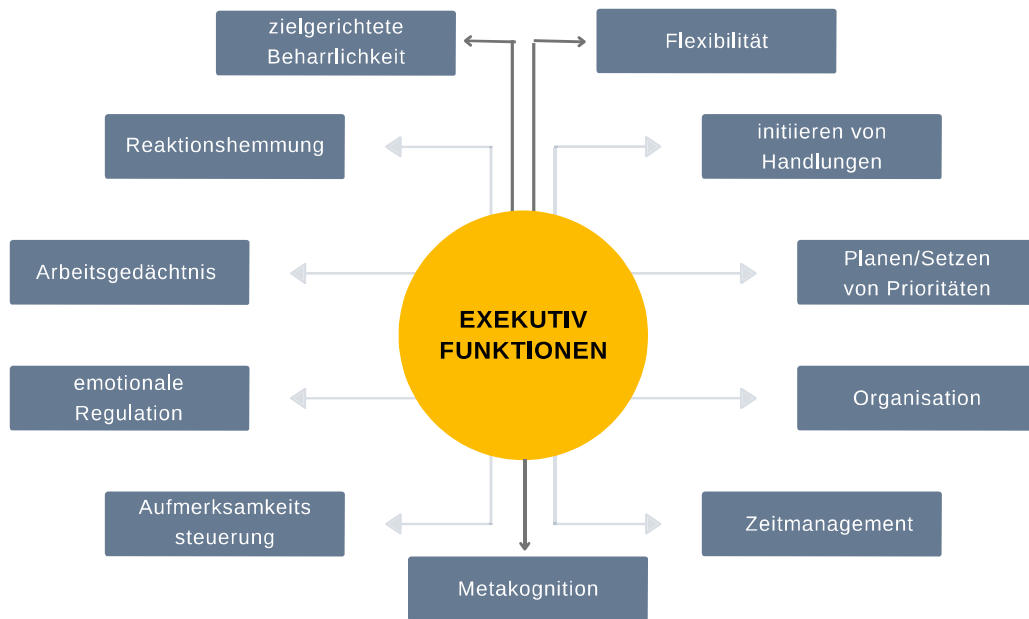 zielgerichtete
Beharrlichkeit
Flexibilität
Reaktionshemmung
initiieren von
Handlungen
Arbeitsgedächtnis
Planen/Setzen
von Prioritäten
EXEKUTIV
FUNKTIONEN
emotionale
Regulation
Organisation
Aufmerksamkeits
steuerung
Zeitmanagement
Metakognition